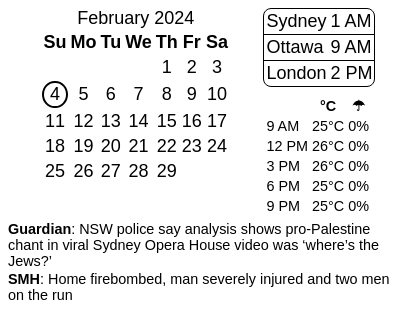 February 2024
Su Mo Tu We Th Fr Sa
1 2 3
4 5 6 7 8 9 10
11 12 13 14 15 16 17
18 19 20 21 22 23 24
25 26 27 28 29
Sydney 1 AM
Ottawa 9 AM
London 2 PM
°C ☂
9 AM 25°C 0%
12 PM 26°C 0%
3 PM 26°C 0%
6 PM 25°C 0%
9 PM 25°C 0%
Guardian: NSW police say analysis shows pro-Palestine
chant in viral Sydney Opera House video was ‘where’s the
Jews?’
SMH: Home firebombed, man severely injured and two men
on the run